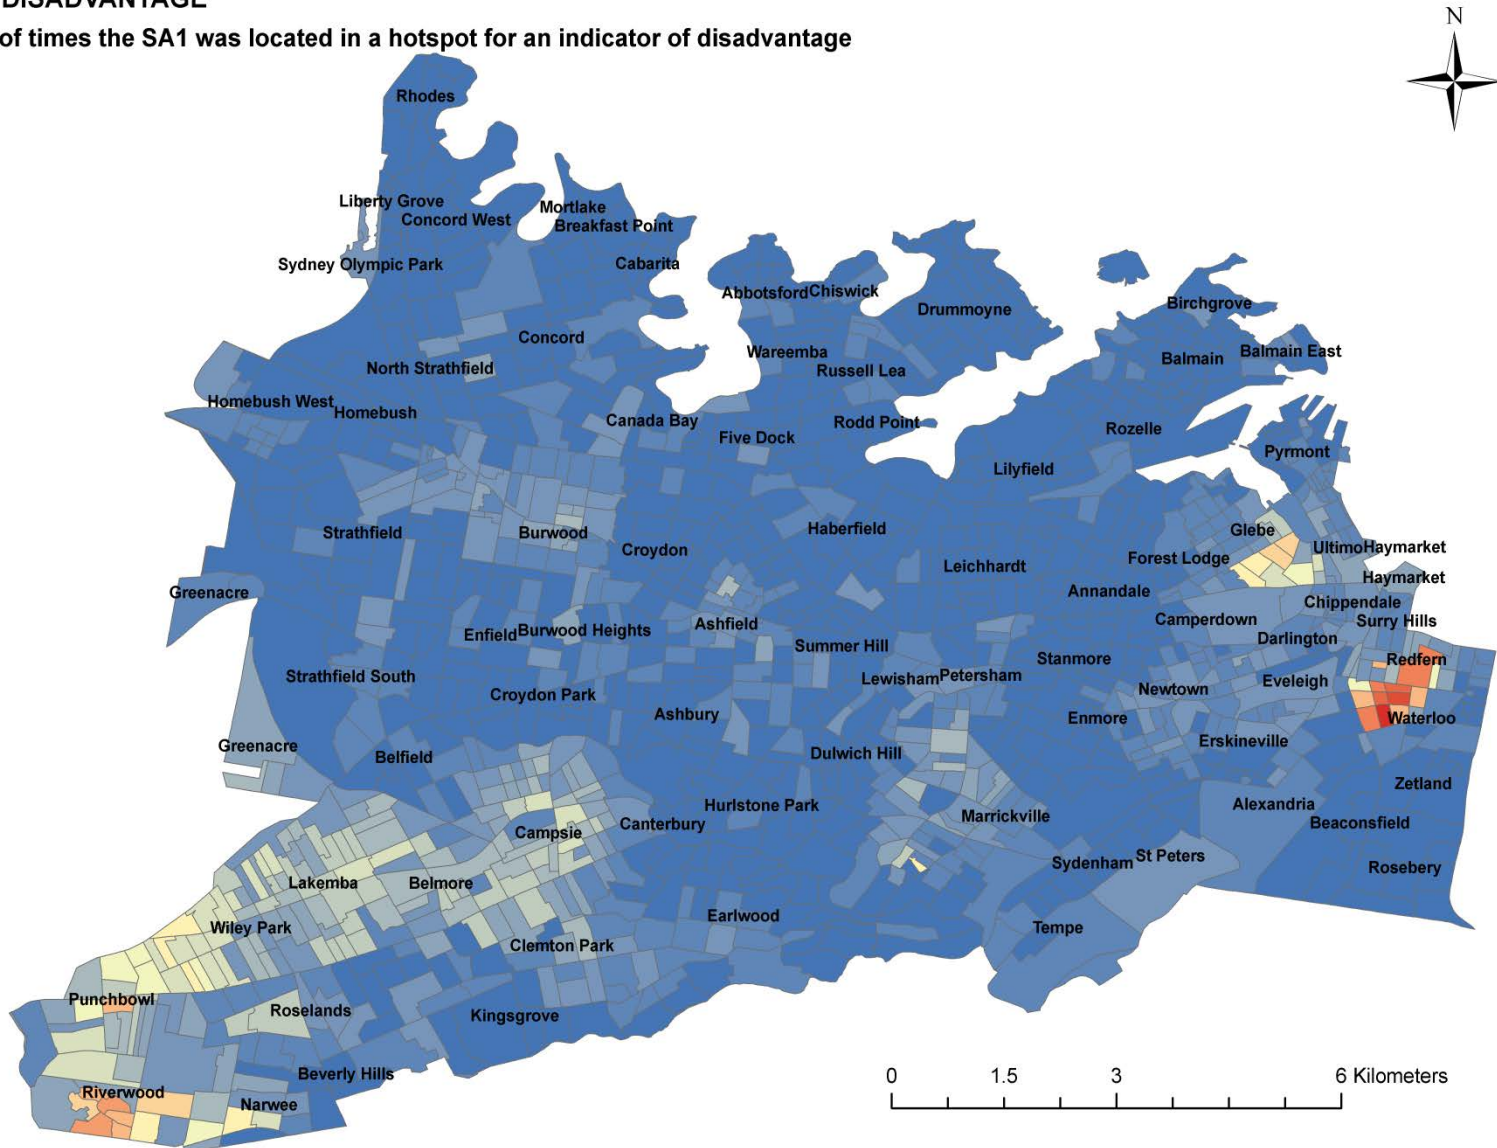 DISADVANTAGE
of times the SA1 was located in a hotspot for an indicator of disadvantage
N
Rhodes
Liberty Grove
Concord West
Mortlake
Breakfast Point
Sydney Olympic Park
Cabarita
Abbotsford
Chiswick
Drummoyne
Birchgrove
Concord
Wareemba
Russell Lea
Balmain
Balmain East
North Strathfield
Homebush West
Homebush
Canada Bay
Five Dock
Rodd Point
Rozelle
Pyrmont
Lilyfield
Strathfield
Burwood
Croydon
Haberfield
Glebe
Ultimo
Haymarket
Leichhardt
Forest Lodge
Haymarket
Greenacre
Annandale
Chippendale
Enfield
Burwood Heights
Ashfield
Camperdown
Surry Hills
Darlington
Summer Hill
Stanmore
Redfern
Strathfield South
Lewisham
Petersham
Newtown
Eveleigh
Croydon Park
Ashbury
Enmore
Waterloo
Greenacre
Belfield
Dulwich Hill
Erskineville
Zetland
Hurlstone Park
Alexandria
Campsie
Canterbury
Marrickville
Beaconsfield
Sydenham
St Peters
Rosebery
Lakemba
Belmore
Wiley Park
Earlwood
Tempe
Clemton Park
Punchbowl
Roselands
Kingsgrove
Beverly Hills
Riverwood
Narwee
0 1.5 3 6 Kilometers